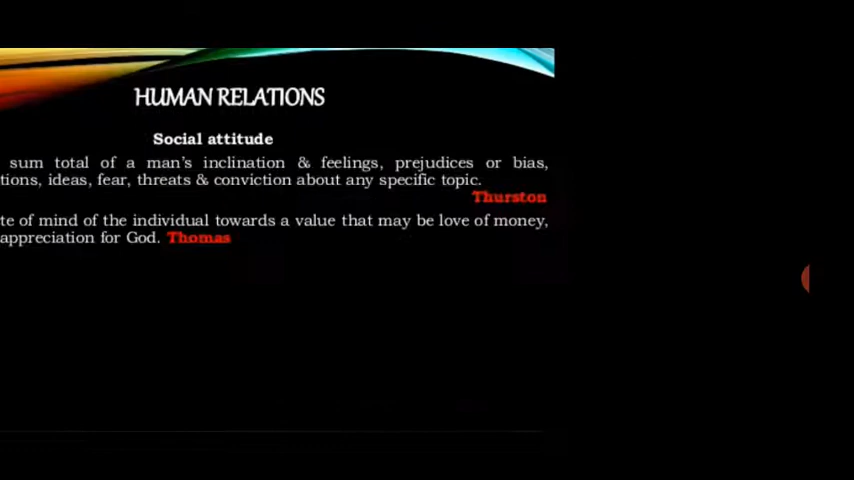 HUMAN RELATIONS
Social attitude
sum total of a man's inclination & feelings, prejudices or bias,
tions, ideas, fear, threats & conviction about any specific topic.
Thurston
te of mind of the individual towards a value that may be love of money,
appreciation for God. Thomas